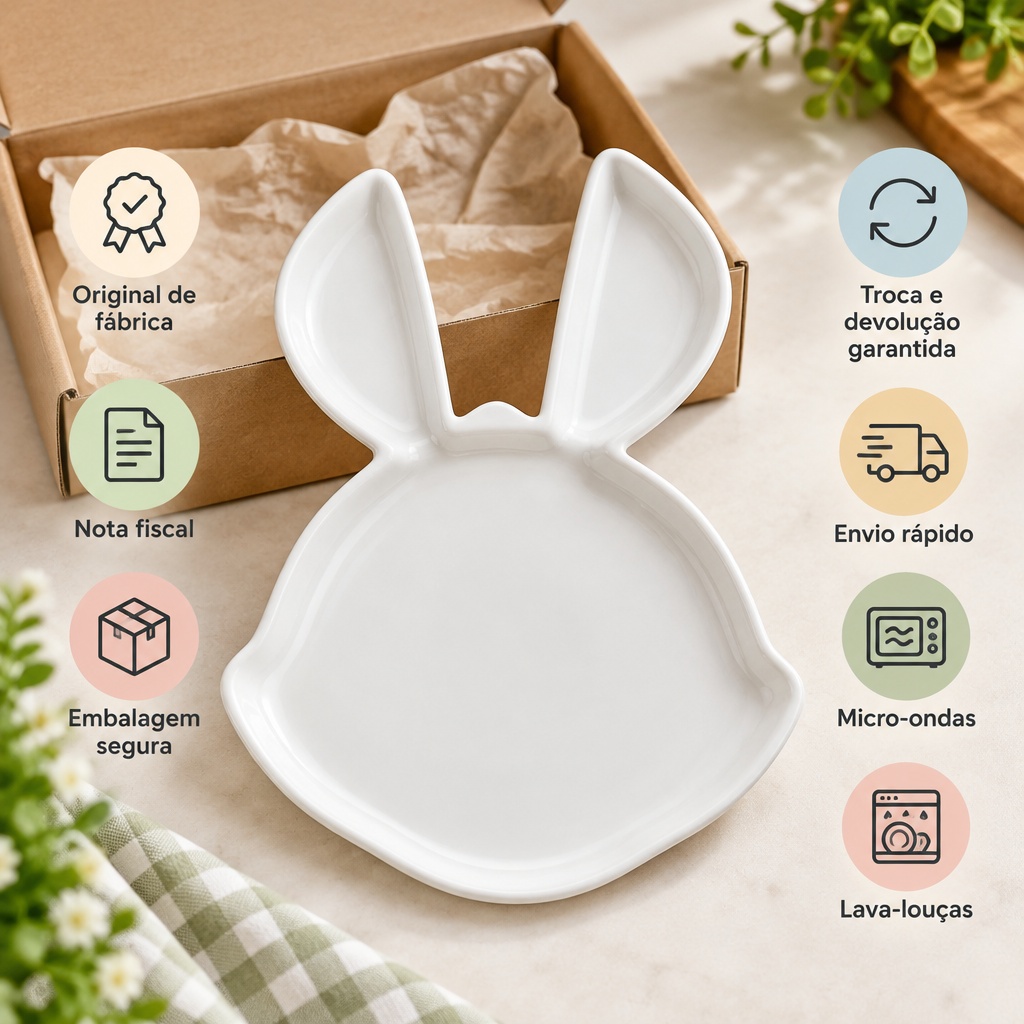 Original de
fábrica
Nota fiscal
Embalagem
segura
Troca e
devolução
garantida
Envio rápido
Micro-ondas
Lava-louças